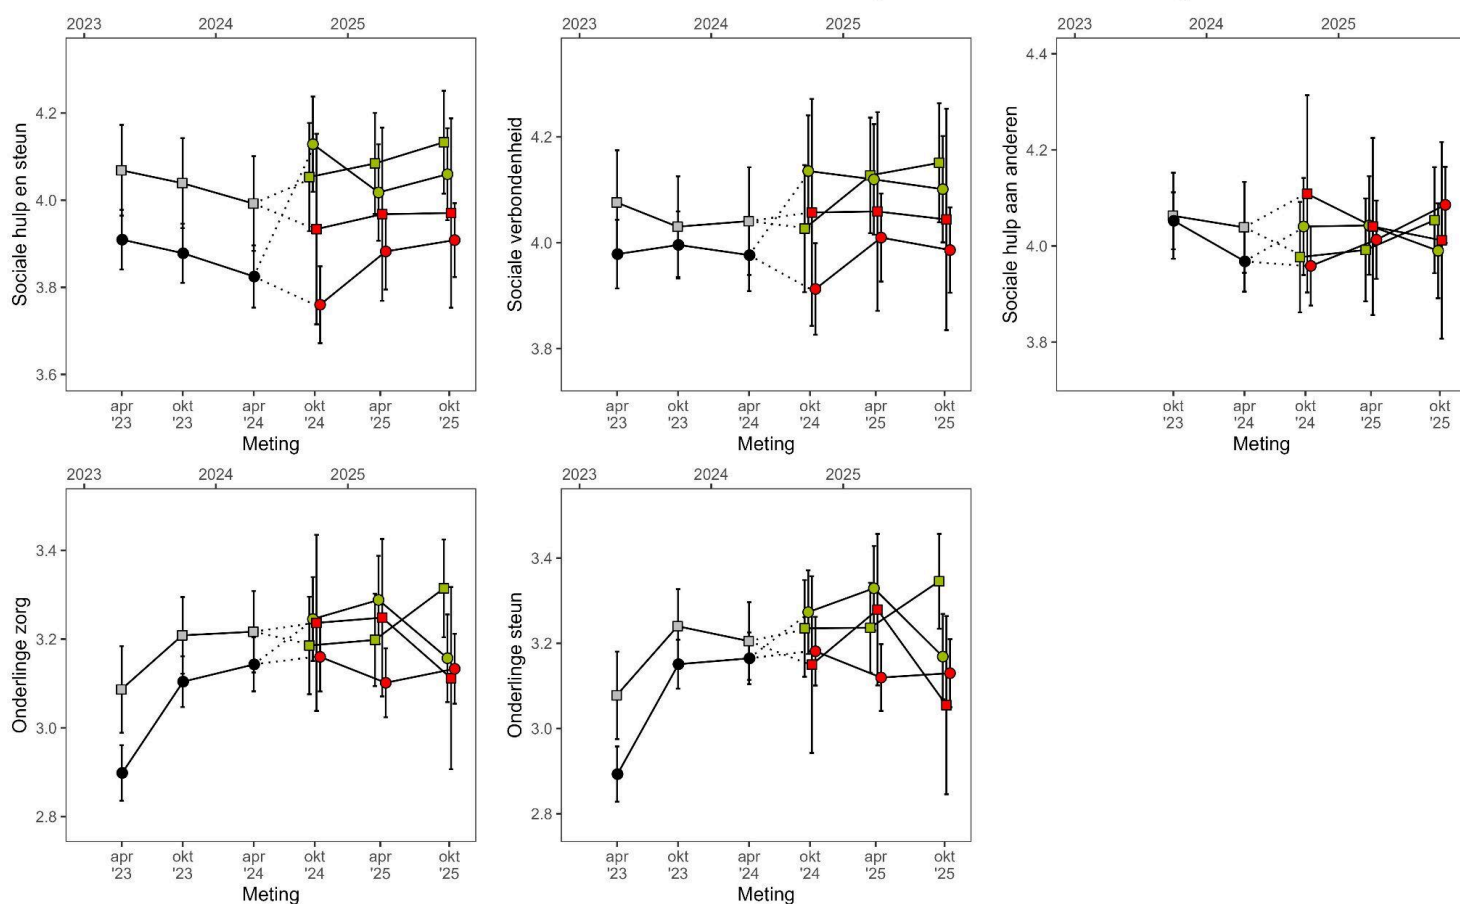 2023 2024 2025
Sociale hulp en steun
4.2
4.0
3.8
3.6
apr '23 okt '23 apr '24 okt '24 apr '25 okt '25
Meting
2023 2024 2025
Sociale verbondenheid
4.2
4.0
3.8
apr '23 okt '23 apr '24 okt '24 apr '25 okt '25
Meting
2023 2024 2025
Sociale hulp aan anderen
4.4
4.2
4.0
3.8
okt '23 apr '24 okt '24 apr '25 okt '25
Meting
2023 2024 2025
Onderlinge zorg
3.4
3.2
3.0
2.8
apr '23 okt '23 apr '24 okt '24 apr '25 okt '25
Meting
2023 2024 2025
Onderlinge steun
3.4
3.2
3.0
2.8
apr '23 okt '23 apr '24 okt '24 apr '25 okt '25
Meting